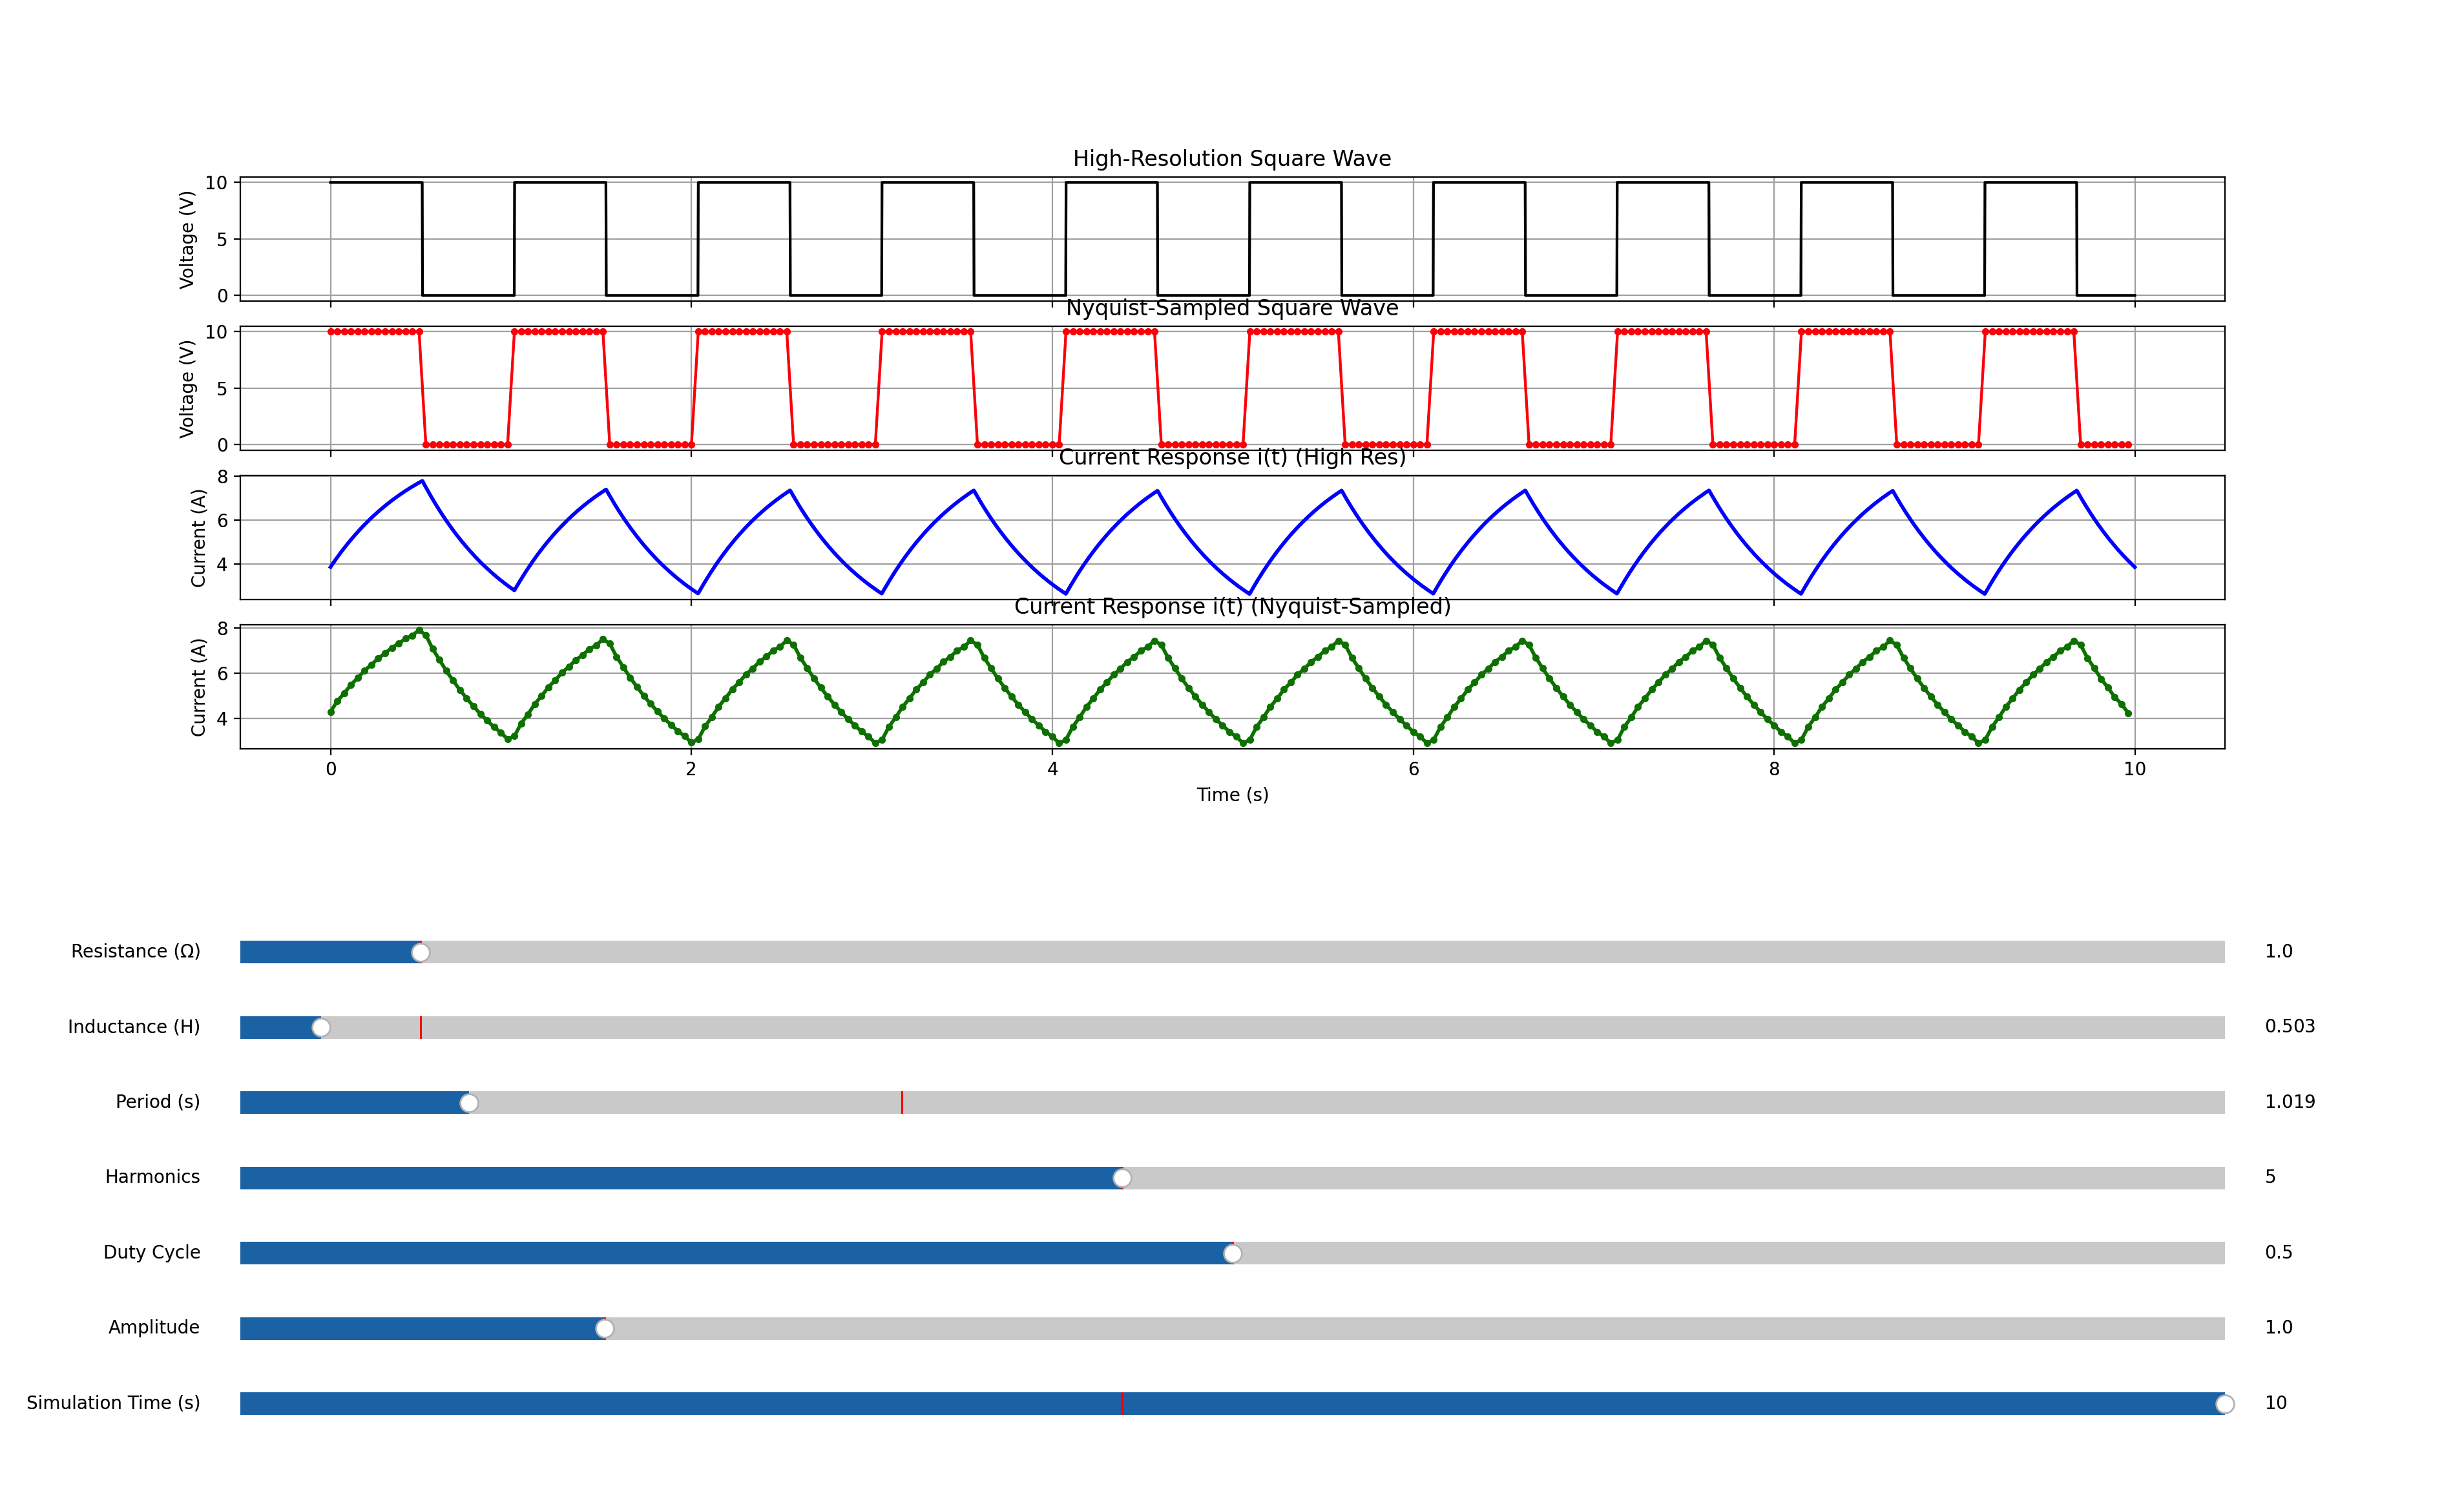 High-Resolution Square Wave
10
5
0
Voltage (V)
Nyquist-Sampled Square Wave
10
5
0
Voltage (V)
Current Response i(t) (High Res)
8
6
4
Current (A)
Current Response i(t) (Nyquist-Sampled)
8
6
4
Current (A)
0 2 4 6 8 10
Time (s)
Resistance (Ω) 1.0
Inductance (H) 0.503
Period (s) 1.019
Harmonics 5
Duty Cycle 0.5
Amplitude 1.0
Simulation Time (s) 10